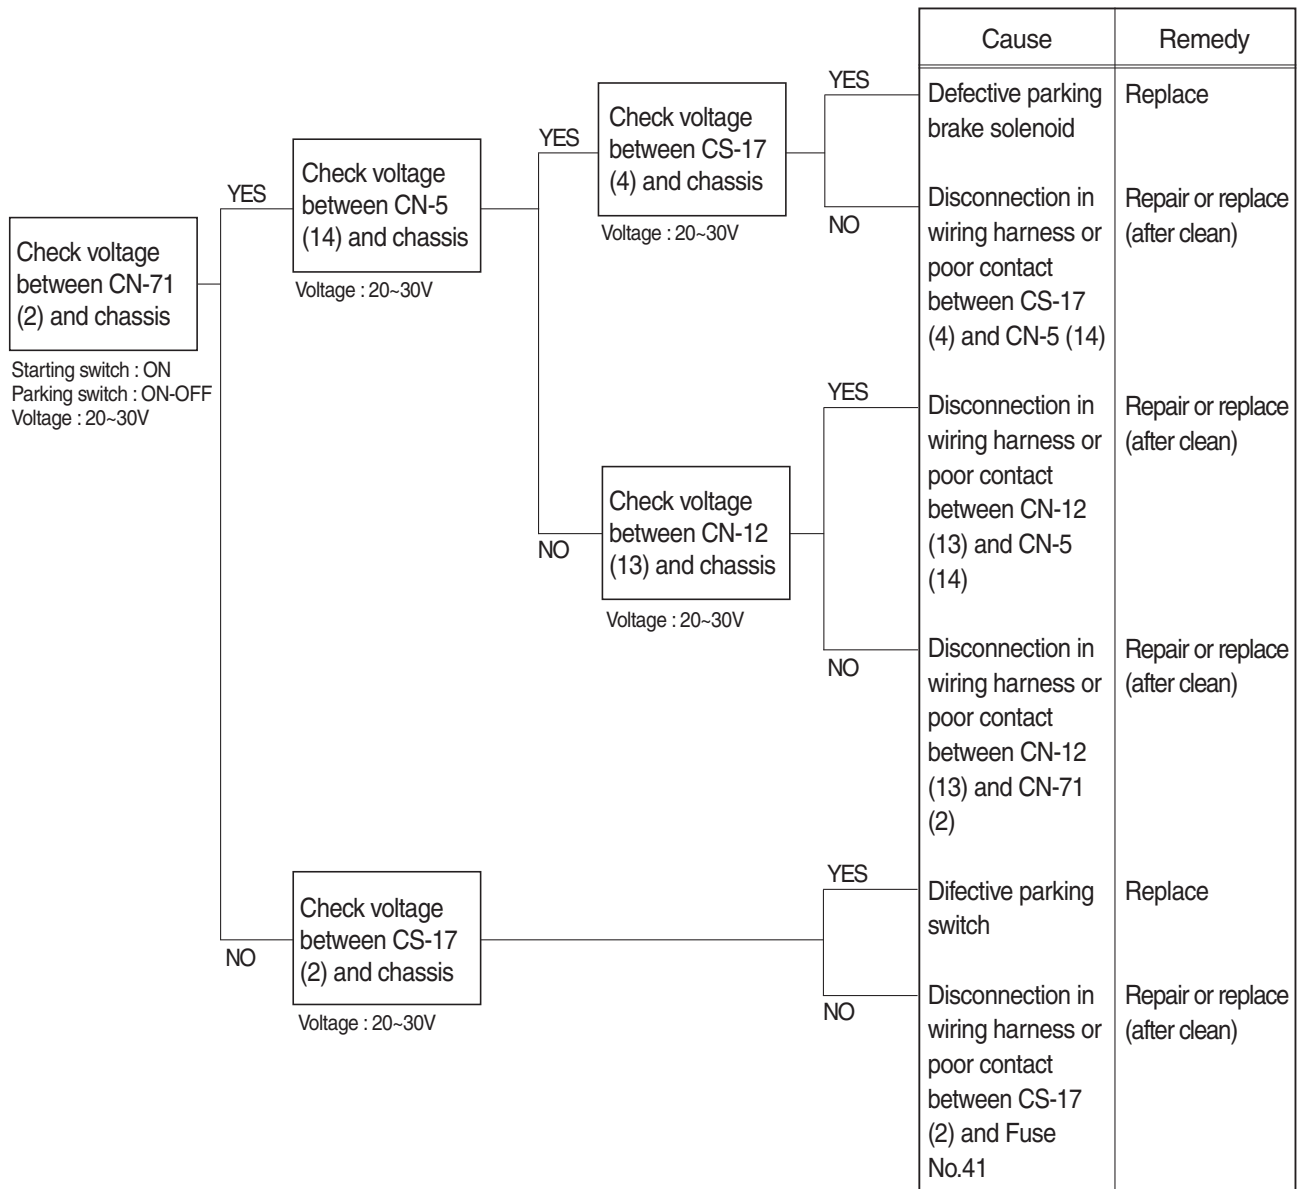 Cause
Remedy
Check voltage
between CN-71
(2) and chassis
Starting switch : ON
Parking switch : ON-OFF
Voltage : 20~30V
YES
Check voltage
between CN-5
(14) and chassis
Voltage : 20~30V
YES
Check voltage
between CS-17
(4) and chassis
Voltage : 20~30V
YES
Defective parking
brake solenoid
Replace
NO
Disconnection in
wiring harness or
poor contact
between CS-17
(4) and CN-5 (14)
Repair or replace
(after clean)
NO
Check voltage
between CN-12
(13) and chassis
Voltage : 20~30V
YES
Disconnection in
wiring harness or
poor contact
between CN-12
(13) and CN-5
(14)
Repair or replace
(after clean)
NO
Disconnection in
wiring harness or
poor contact
between CN-12
(13) and CN-71
(2)
Repair or replace
(after clean)
NO
Check voltage
between CS-17
(2) and chassis
Voltage : 20~30V
YES
Difective parking
switch
Replace
NO
Disconnection in
wiring harness or
poor contact
between CS-17
(2) and Fuse
No.41
Repair or replace
(after clean)